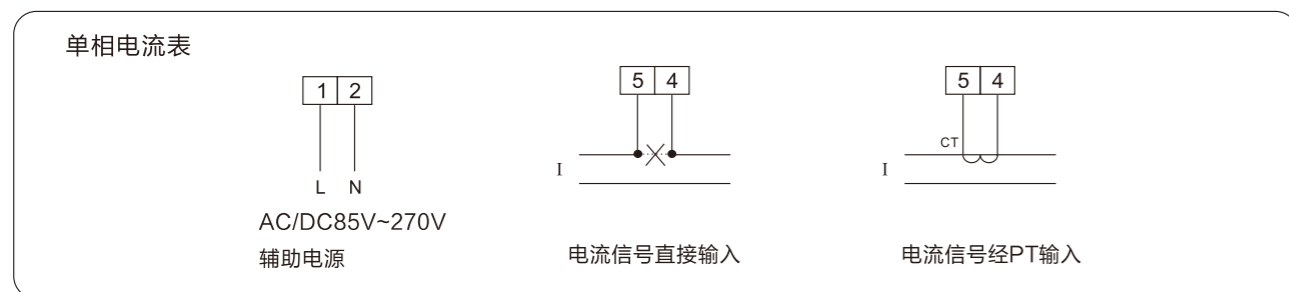 单相电流表
1 2
L N
AC/DC85V~270V
辅助电源
5 4
I
电流信号直接输入
5 4
CT
I
电流信号经PT输入